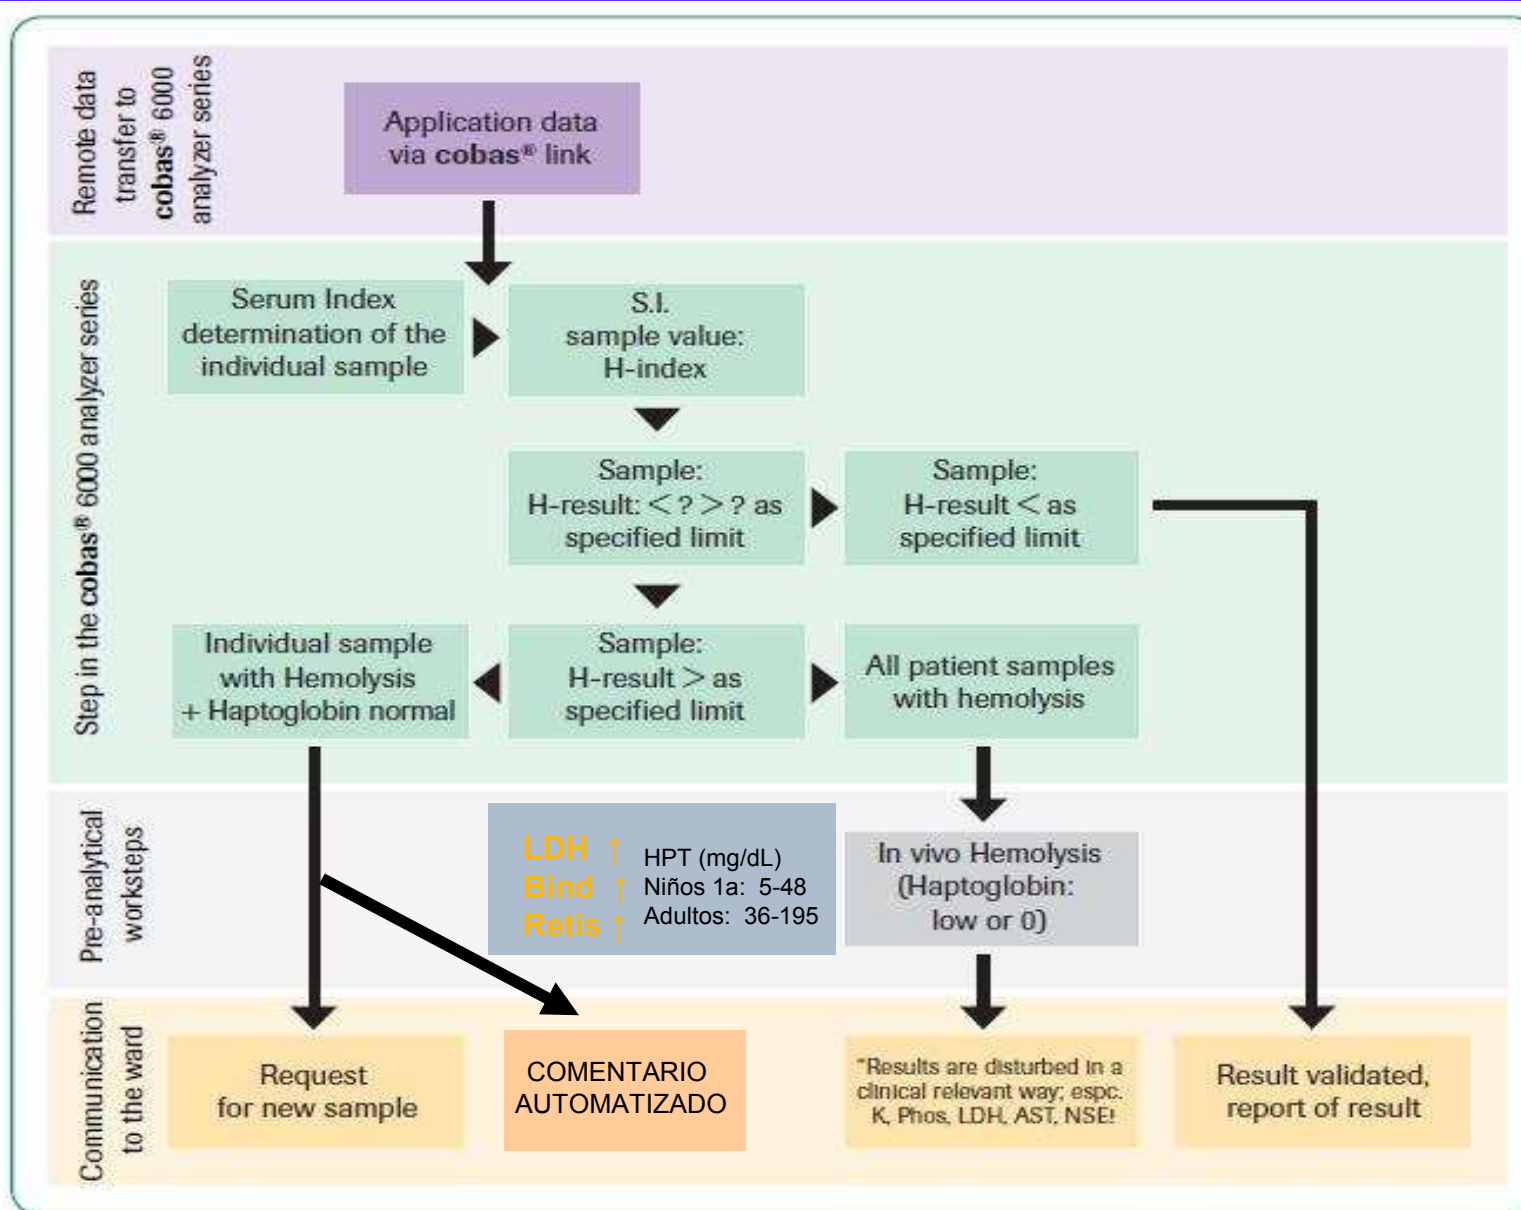 Remote data
transfer to
cobas® 6000
analyzer series
Application data
via cobas® link
Step in the cobas® 6000 analyzer series
Serum Index
determination of the
individual sample
S.I.
sample value:
H-index
Sample:
H-result: < ? > ? as
specified limit
Sample:
H-result < as
specified limit
Individual sample
with Hemolysis
+ Haptoglobin normal
Sample:
H-result > as
specified limit
All patient samples
with hemolysis
Pre-analytical
worksteps
LDH ↑
Bind ↑
Retis ↑
HPT (mg/dL)
Niños 1a: 5-48
Adultos: 36-195
In vivo Hemolysis
(Haptoglobin:
low or 0)
Communication
to the ward
Request
for new sample
COMENTARIO
AUTOMATIZADO
"Results are disturbed in a
clinical relevant way; espc.
K, Phos, LDH, AST, NSE!
Result validated,
report of result